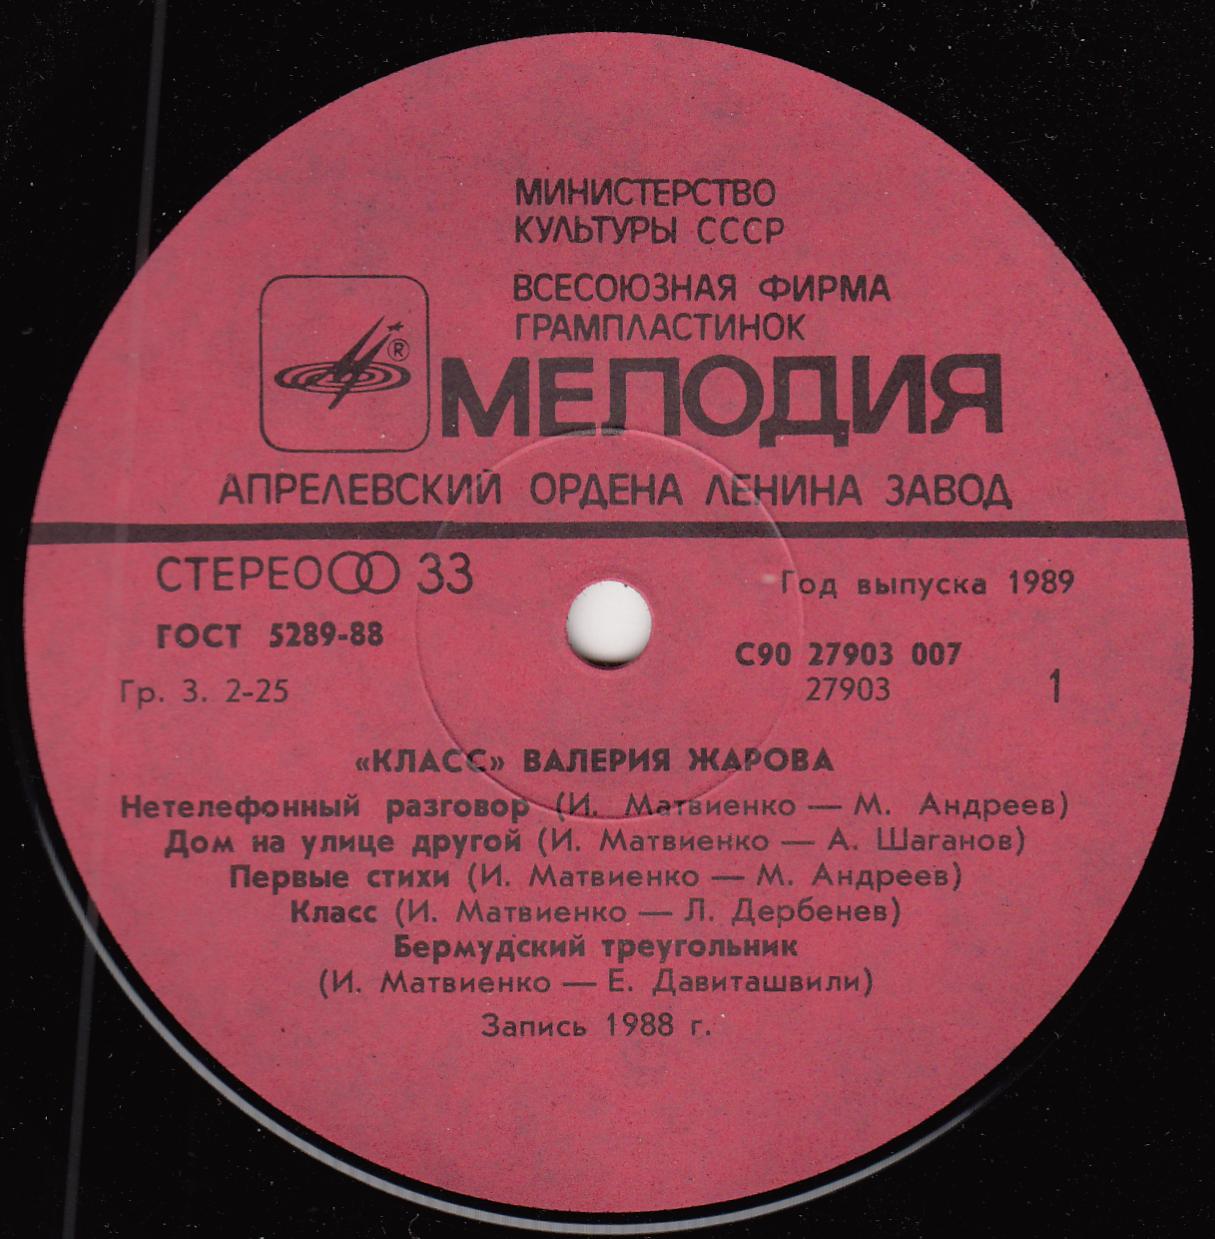 МИНИСТЕРСТВО
КУЛЬТУРЫ СССР
ВСЕСОЮЗНАЯ ФИРМА
ГРАМПЛАСТИНОК
®
МЕЛОДИЯ
АПРЕЛЕВСКИЙ ОРДЕНА ЛЕНИНА ЗАВОД
СТЕРЕО 33
Год выпуска 1989
ГОСТ 5289-88
С90 27903 007
Гр. 3. 2-25
27903
1
«КЛАСС» ВАЛЕРИЯ ЖАРОВА
Нетелефонный разговор (И. Матвиенко — М. Андреев)
Дом на улице другой (И. Матвиенко — А. Шаганов)
Первые стихи (И. Матвиенко — М. Андреев)
Класс (И. Матвиенко — Л. Дербенев)
Бермудский треугольник
(И. Матвиенко — Е. Давиташвили)
Запись 1988 г.